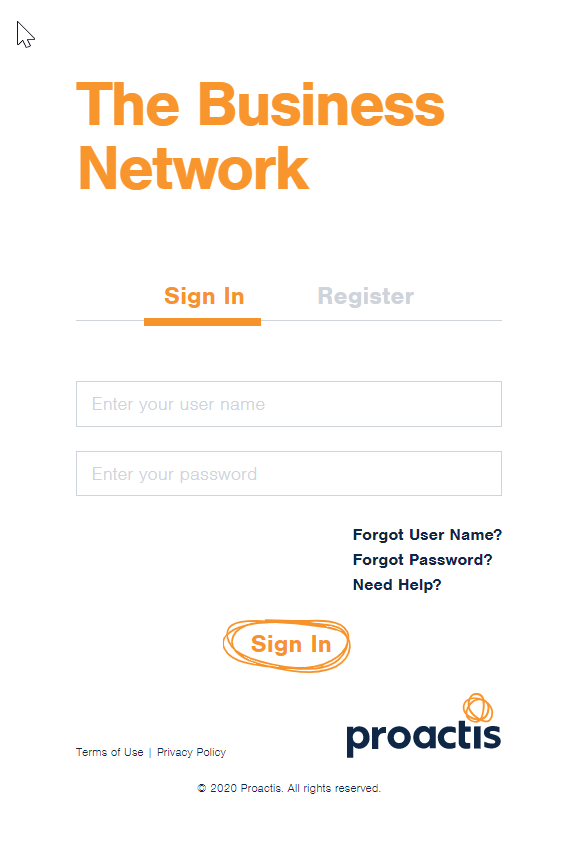 The Business
Network
Sign In Register
Enter your user name
Enter your password
Forgot User Name?
Forgot Password?
Need Help?
Sign In
proactis
Terms of Use | Privacy Policy
© 2020 Proactis. All rights reserved.